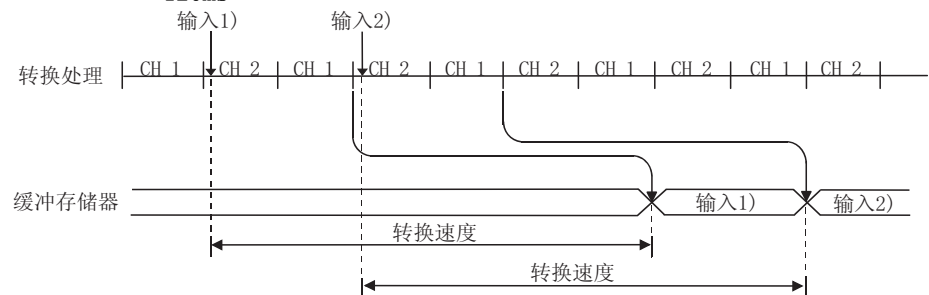 输入1) 输入2)
转换处理 CH 1 CH 2 CH 1 CH 2 CH 1 CH 2 CH 1 CH 2 CH 1 CH 2
缓冲存储器 输入1) 输入2)
转换速度
转换速度